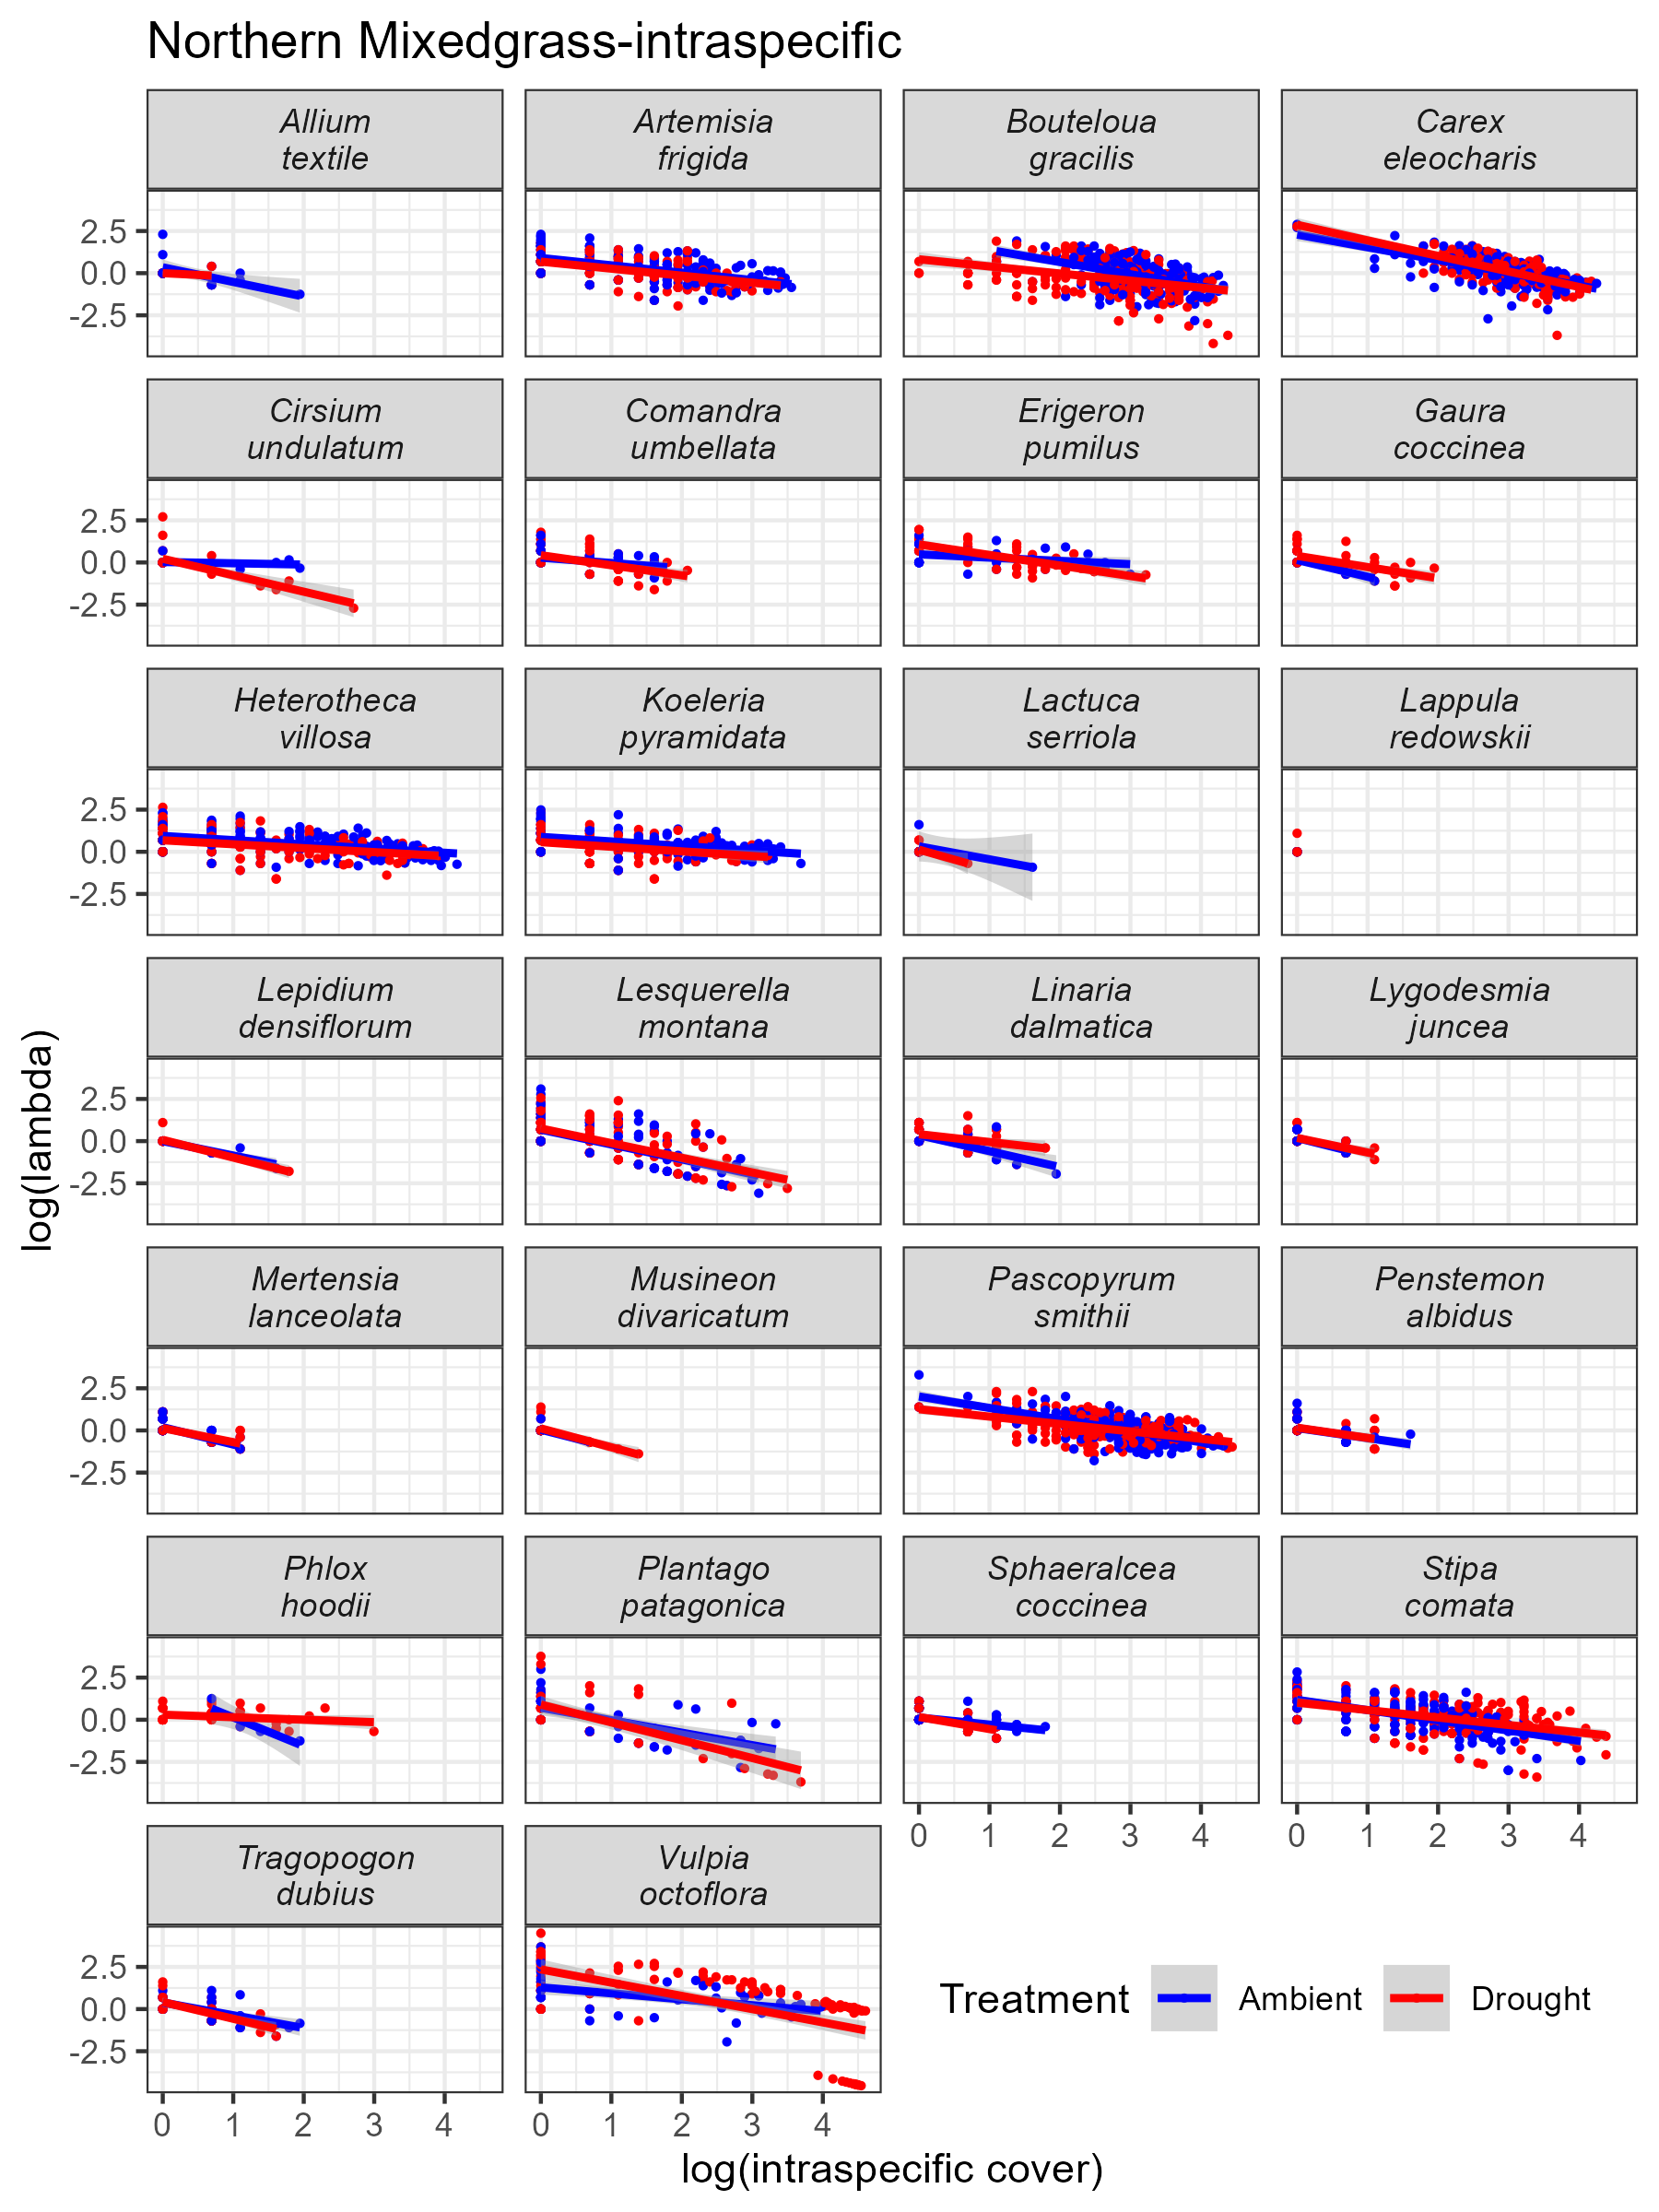 Northern Mixedgrass-intraspecific
Allium
textile
Artemisia
frigida
Bouteloua
gracilis
Carex
eleocharis
2.5
0.0
-2.5
Cirsium
undulatum
Comandra
umbellata
Erigeron
pumilus
Gaura
coccinea
2.5
0.0
-2.5
Heterotheca
villosa
Koeleria
pyramidata
Lactuca
serriola
Lappula
redowskii
2.5
0.0
-2.5
Lepidium
densiflorum
Lesquerella
montana
Linaria
dalmatica
Lygodesmia
juncea
2.5
0.0
-2.5
log(lambda)
Mertensia
lanceolata
Musineon
divaricatum
Pascopyrum
smithii
Penstemon
albidus
2.5
0.0
-2.5
Phlox
hoodii
Plantago
patagonica
Sphaeralcea
coccinea
Stipa
comata
2.5
0.0
-2.5
0 1 2 3 4
0 1 2 3 4
Tragopogon
dubius
Vulpia
octoflora
2.5
0.0
-2.5
0 1 2 3 4
0 1 2 3 4
Treatment Ambient Drought
log(intraspecific cover)